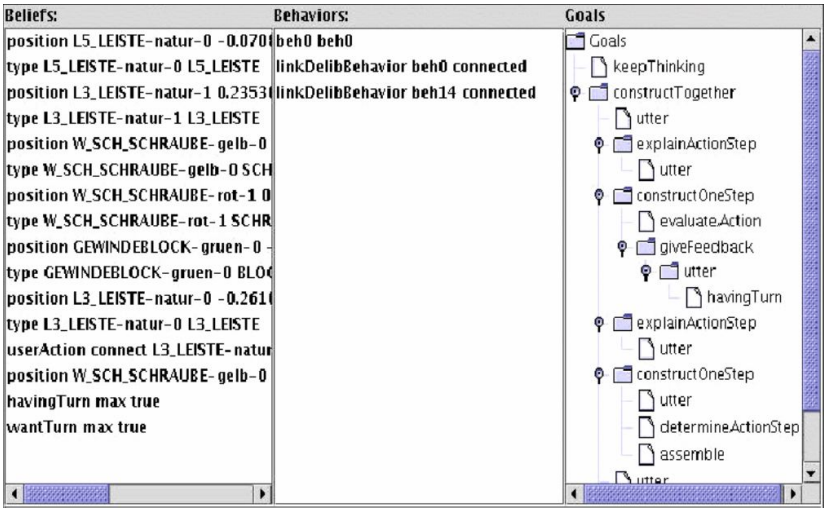 Beliefs:
position L5_LEISTE-natur-0 -0.070
type L5_LEISTE-natur-0 L5_LEISTE
position L3_LEISTE-natur-1 0.2353
type L3_LEISTE-natur-1 L3_LEISTE
position W_SCH_SCHRAUBE-gelb-0
type W_SCH_SCHRAUBE-gelb-0 SCH
position W_SCH_SCHRAUBE-rot-1 0
type W_SCH_SCHRAUBE-rot-1 SCHR
position GEWINDEBLOCK-gruen-0 -
type GEWINDEBLOCK-gruen-0 BLO
position L3_LEISTE-natur-0 -0.261
type L3_LEISTE-natur-0 L3_LEISTE
userAction connect L3_LEISTE-natur
position W_SCH_SCHRAUBE-gelb-0
havingTurn max true
wantTurn max true
Behaviors:
beh0 beh0
linkDelibBehavior beh0 connected
linkDelibBehavior beh14 connected
Goals
Goals
keepThinking
constructTogether
utter
explainActionStep
utter
constructOneStep
evaluateAction
giveFeedback
utter
havingTurn
explainActionStep
utter
constructOneStep
utter
determineActionStep
assemble
utter